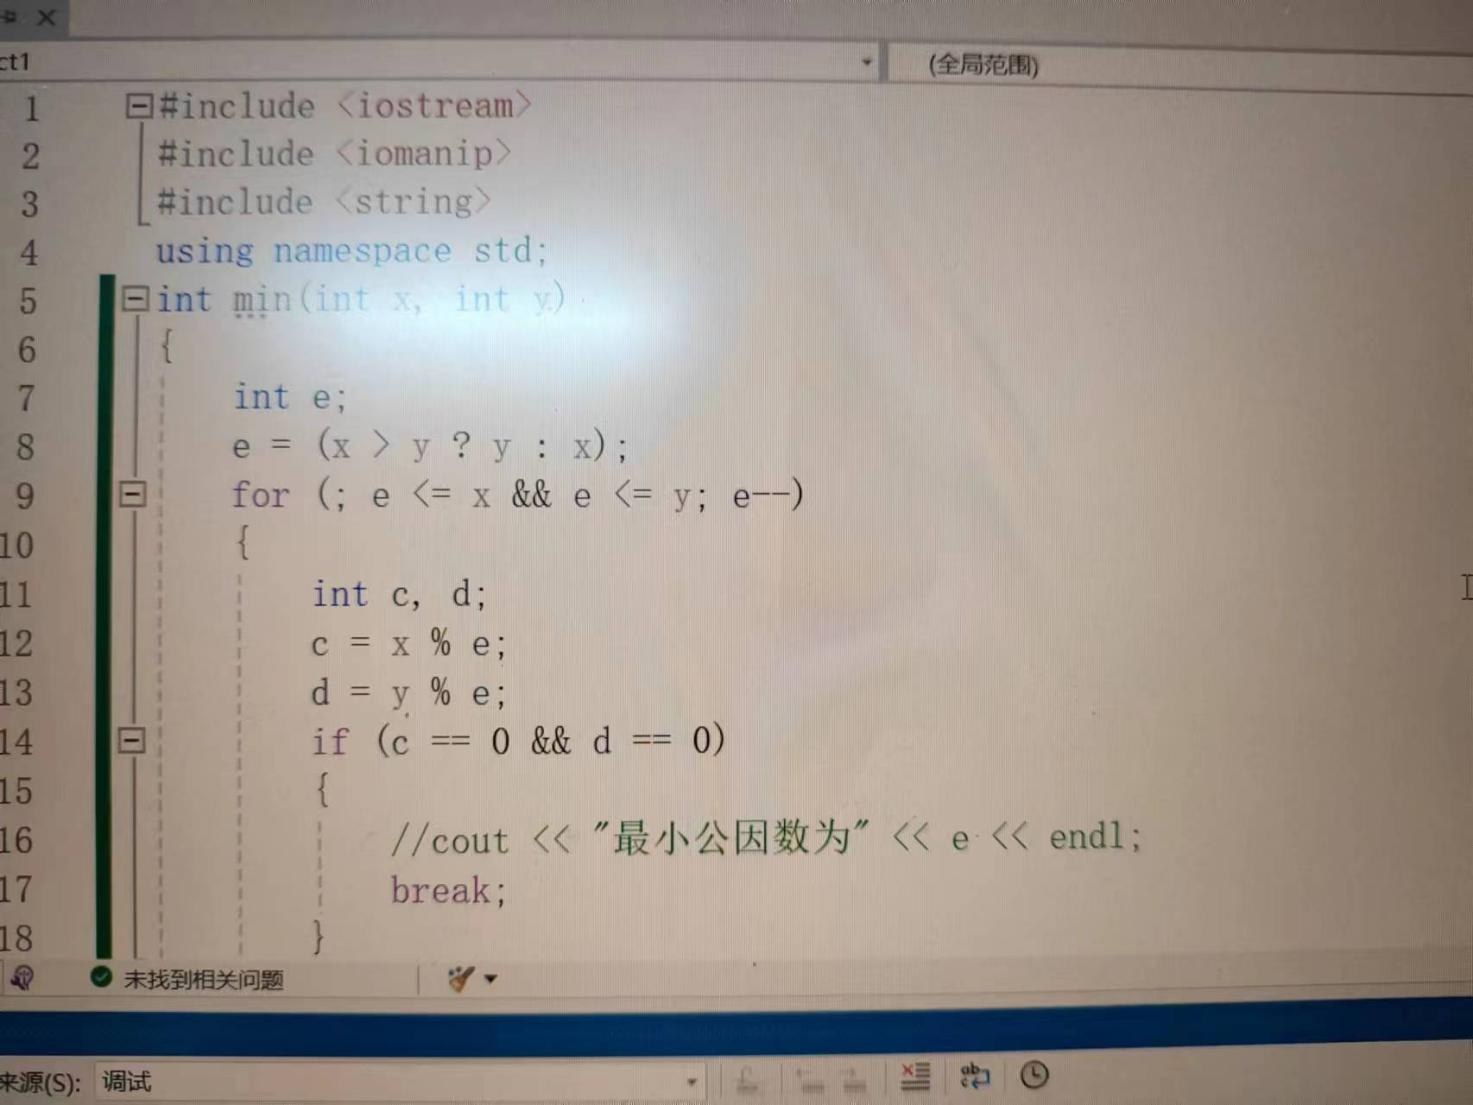 ct1
(全局范围)
1 #include <iostream>
2 #include <iomanip>
3 #include <string>
4 using namespace std;
5 int min(int x, int y)
6 {
7 int e;
8 e = (x > y ? y : x);
9 for (; e <= x && e <= y; e--)
10 {
11 int c, d;
12 c = x % e;
13 d = y % e;
14 if (c == 0 && d == 0)
15 {
16 //cout << "最小公因数为" << e << endl;
17 break;
18 }
未找到相关问题
来源(S): 调试